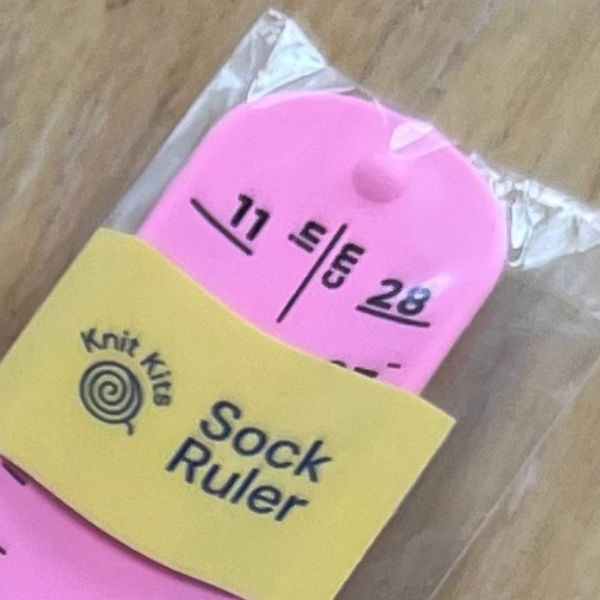 11 in cm 28
Knit Kits
Sock
Ruler